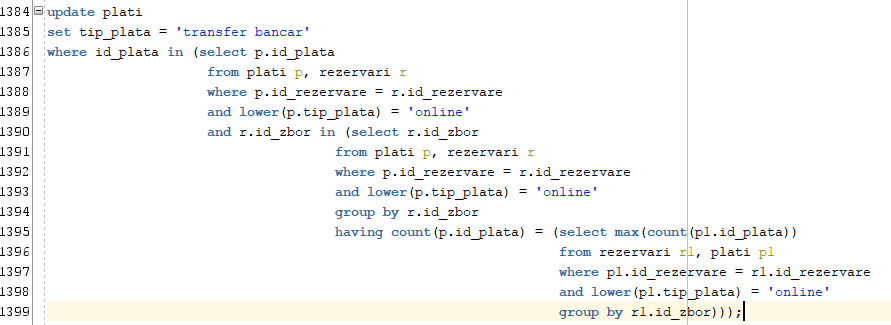 1384 update plati
1385 set tip_plata = 'transfer bancar'
1386 where id_plata in (select p.id_plata
1387 from plati p, rezervari r
1388 where p.id_rezervare = r.id_rezervare
1389 and lower(p.tip_plata) = 'online'
1390 and r.id_zbor in (select r.id_zbor
1391 from plati p, rezervari r
1392 where p.id_rezervare = r.id_rezervare
1393 and lower(p.tip_plata) = 'online'
1394 group by r.id_zbor
1395 having count(p.id_plata) = (select max(count(pl.id_plata))
1396 from rezervari rl, plati pl
1397 where pl.id_rezervare = rl.id_rezervare
1398 and lower(pl.tip_plata) = 'online'
1399 group by rl.id_zbor)));